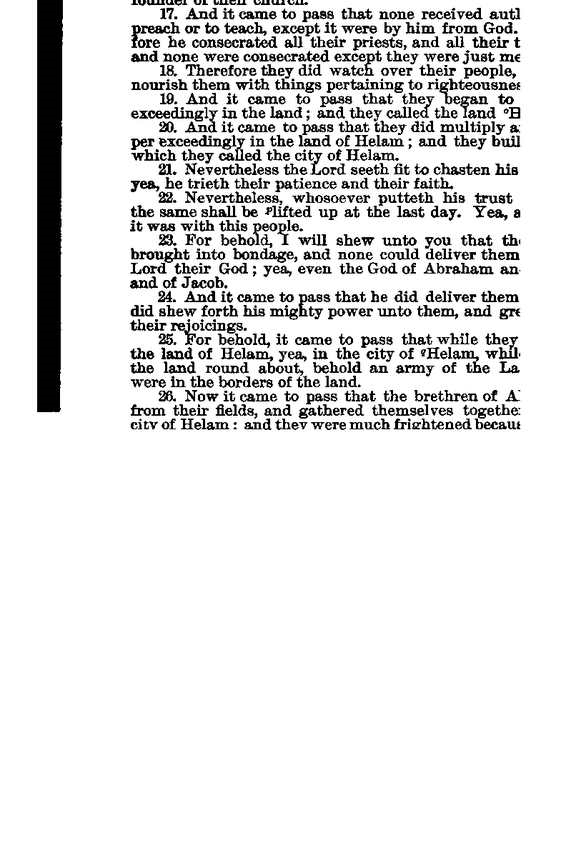 founder of their church.
17. And it came to pass that none received
preach or to teach, except it were by him from God.
fore he consecrated all their priests, and all their t
and none were consecrated except they were just
18. Therefore they did watch over their people,
nourish them with things pertaining to
19. And it came to pass that they began to
exceedingly in the land; and they called the land
20. And it came to pass that they did multiply
per exceedingly in the land of Helam; and they
which they called the city of Helam.
21. Nevertheless the Lord seeth fit to chasten his
yea, he trieth their patience and their faith.
22. Nevertheless, whosoever putteth his trust
the same shall be ᵖlifted up at the last day. Yea, a
it was with this people.
23. For behold, I will shew unto you that
brought into bondage, and none could deliver them
Lord their God; yea, even the God of Abraham an
and of Jacob.
24. And it came to pass that he did deliver them
did shew forth his mighty power unto them, and
their rejoicings.
25. For behold, it came to pass that while they
the land of Helam, yea, in the city of Helam,
the land round about, behold an army of the La
were in the borders of the land.
26. Now it came to pass that the brethren of
from their fields, and gathered themselves
city of Helam: and they were much frightened